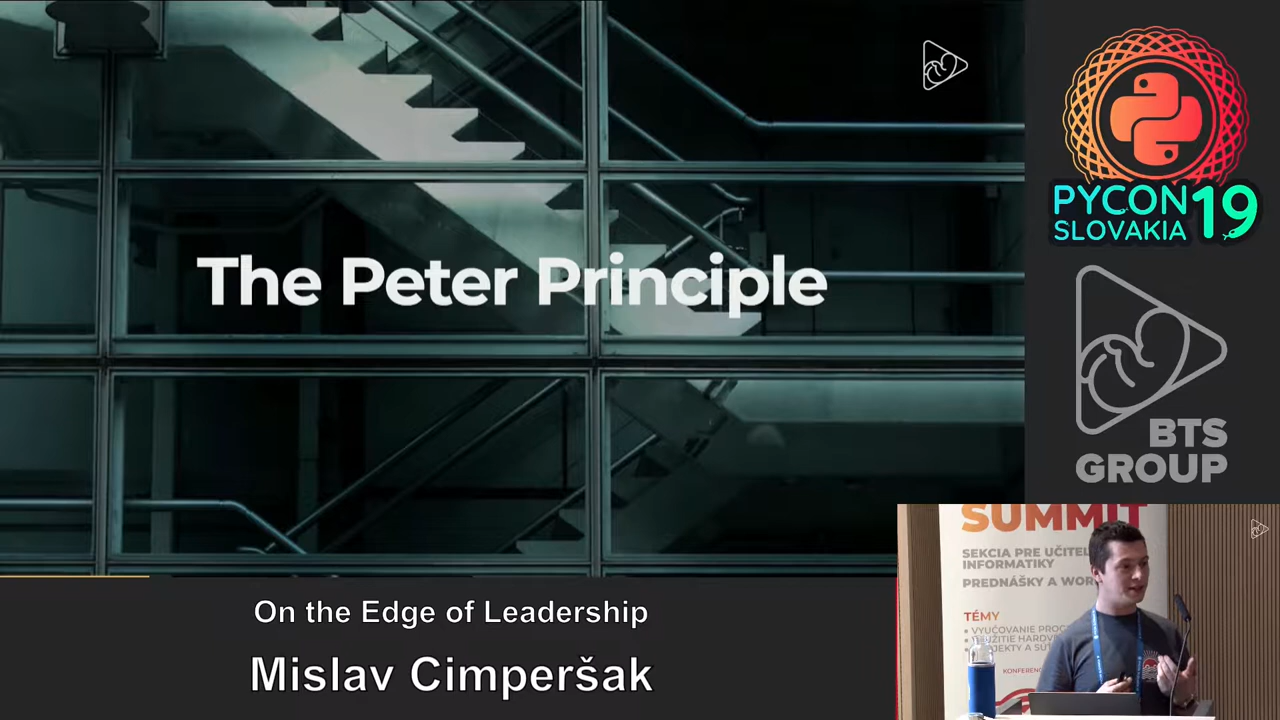 The Peter Principle
PYCON 19
SLOVAKIA
BTS
GROUP
SUMMIT
SEKCIA PRE UČITEĽ
INFORMATIKY
PREDNÁŠKY A WOR
TÉMY
On the Edge of Leadership
Mislav Cimperšak